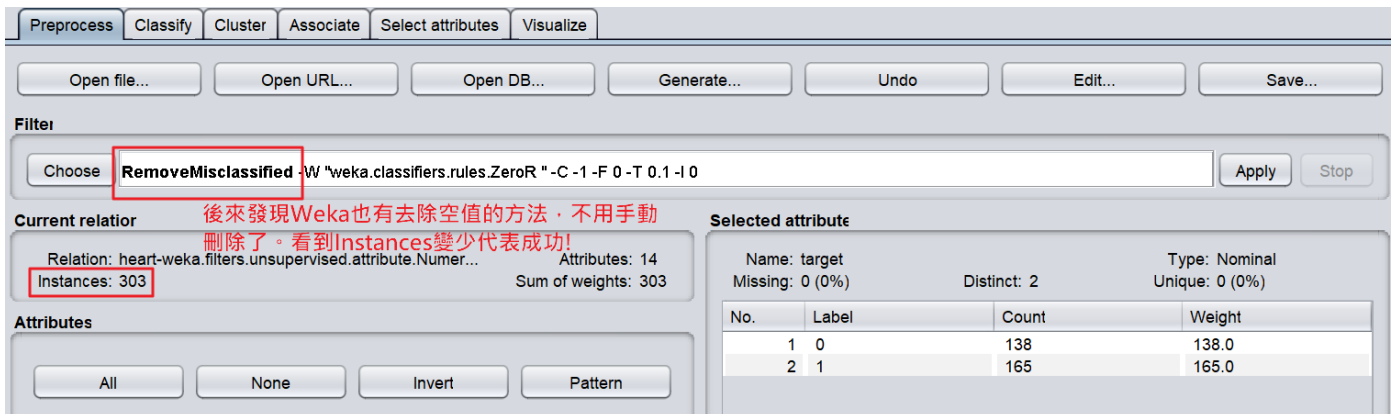 Preprocess Classify Cluster Associate Select attributes Visualize
Open file... Open URL... Open DB... Generate... Undo Edit... Save...
Filter
Choose RemoveMisclassified -W "weka.classifiers.rules.ZeroR " -C -1 -F 0 -T 0.1 -I 0 Apply Stop
Current relation
後來發現Weka也有去除空值的方法，不用手動
刪除了。看到Instances變少代表成功!
Relation: heart-weka.filters.unsupervised.attribute.Numer... Attributes: 14
Instances: 303 Sum of weights: 303
Attributes
All None Invert Pattern
Selected attribute
Name: target Type: Nominal
Missing: 0 (0%) Distinct: 2 Unique: 0 (0%)
No. Label Count Weight
1 0 138 138.0
2 1 165 165.0